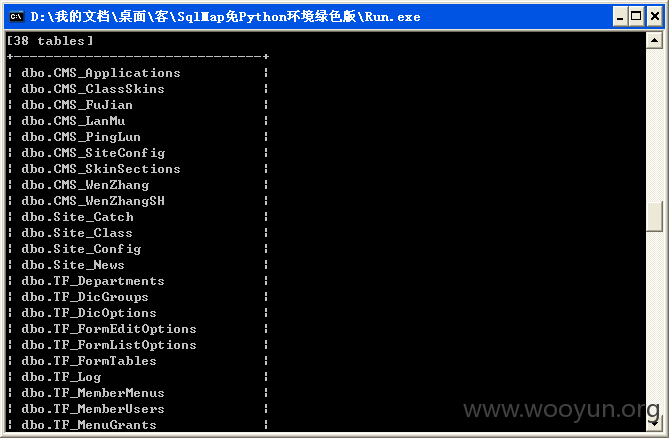 D:\我的文档\桌面\客\SqlMap免Python环境绿色版\Run.exe
[38 tables]
+-------------------------------+
¦ dbo.CMS_Applications ¦
¦ dbo.CMS_ClassSkins ¦
¦ dbo.CMS_FuJian ¦
¦ dbo.CMS_LanMu ¦
¦ dbo.CMS_PingLun ¦
¦ dbo.CMS_SiteConfig ¦
¦ dbo.CMS_SkinSections ¦
¦ dbo.CMS_WenZhang ¦
¦ dbo.CMS_WenZhangSH ¦
¦ dbo.Site_Catch ¦
¦ dbo.Site_Class ¦
¦ dbo.Site_Config ¦
¦ dbo.Site_News ¦
¦ dbo.TF_Departments ¦
¦ dbo.TF_DicGroups ¦
¦ dbo.TF_DicOptions ¦
¦ dbo.TF_FormEditOptions ¦
¦ dbo.TF_FormListOptions ¦
¦ dbo.TF_FormTables ¦
¦ dbo.TF_Log ¦
¦ dbo.TF_MemberMenus ¦
¦ dbo.TF_MemberUsers ¦
¦ dbo.TF_MenuGrants ¦
www.wooyun.org